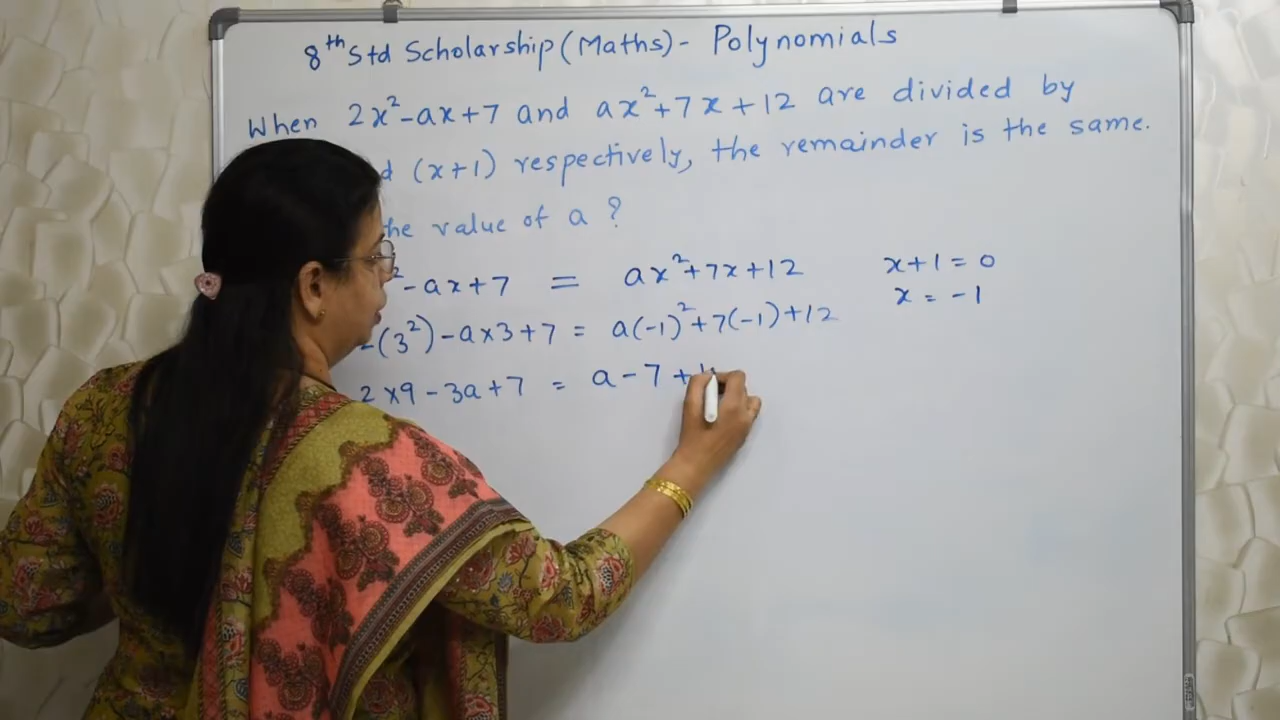 8th Std Scholarship (Maths) - Polynomials
When 2x²-ax+7 and ax²+7x+12 are divided by
(x+1) respectively, the remainder is the same.
the value of a ?
² - ax+7 = ax²+7x+12 x+1 = 0
(3²) - a×3+7 = a(-1)²+7(-1)+12 x = -1
2×9 - 3a+7 = a-7+